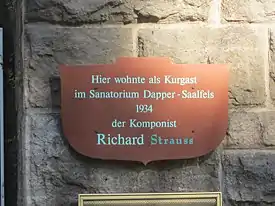 Hier wohnte als Kurgast
im Sanatorium Dapper-Saalfels
1934
der Komponist
Richard Strauss